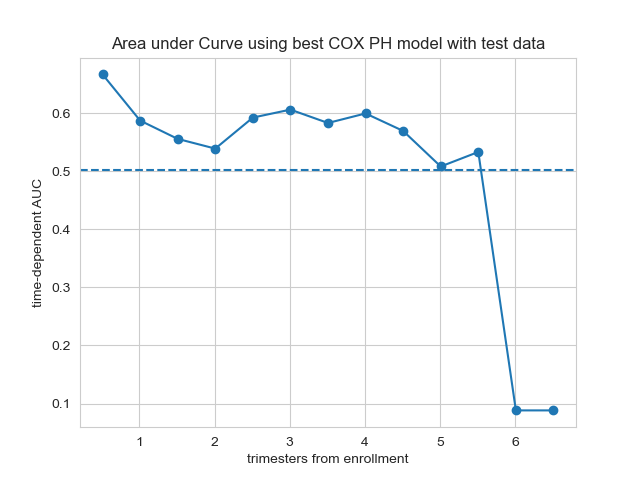 Area under Curve using best COX PH model with test data
time-dependent AUC
0.6
0.5
0.4
0.3
0.2
0.1
1 2 3 4 5 6
trimesters from enrollment